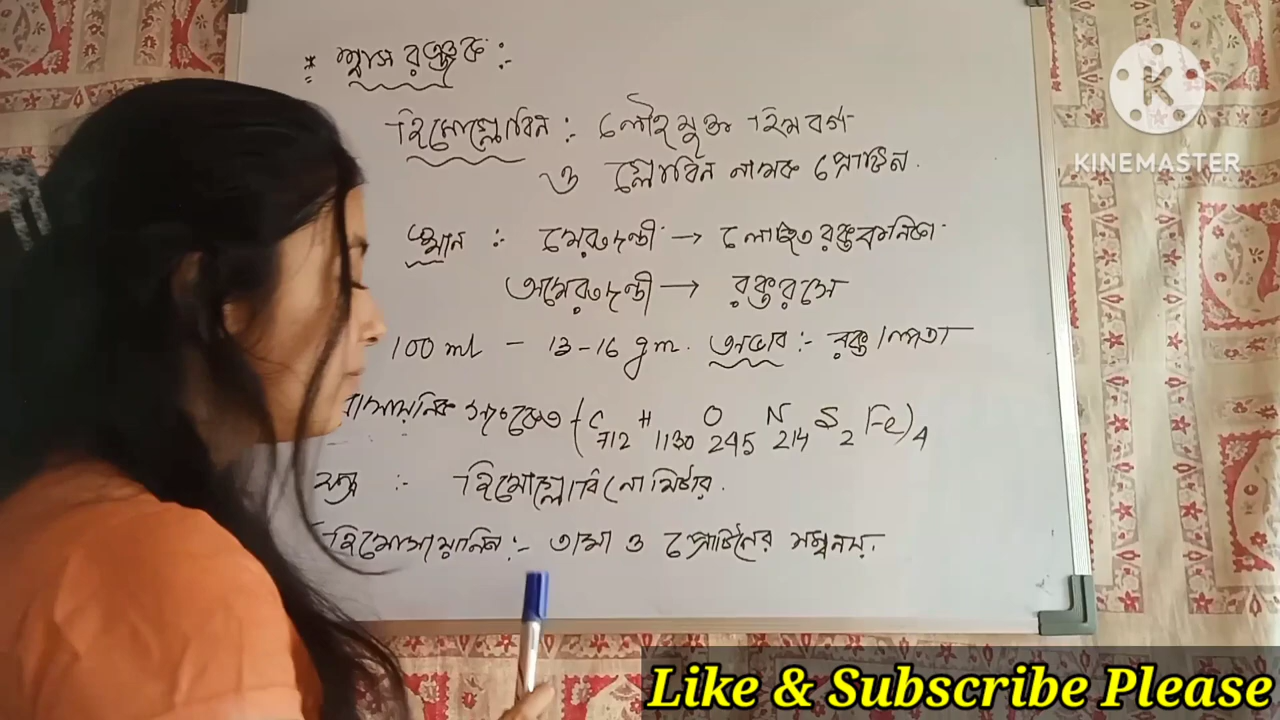 * শ্বাস রঞ্জক :-
হিমোগ্লোবিন : লৌহযুক্ত হিমবর্ণ
ও গ্লোবিন নামক প্রোটিন.
স্থান : মেরুদণ্ডী → লোহিত রক্তকণিকা
অমেরুদণ্ডী → রক্তরসে
100 ml - 13-16 gm. অভাব :- রক্তাল্পতা
রাসায়নিক সংকেত (C712 H1130 O245 N214 S2 Fe)4
যন্ত্র :- হিমোগ্লোবিনোমিটার.
হিমোসায়োনিন :- তামা ও প্রোটিনের সমন্বয়.
K
KINEMASTER
Like & Subscribe Please